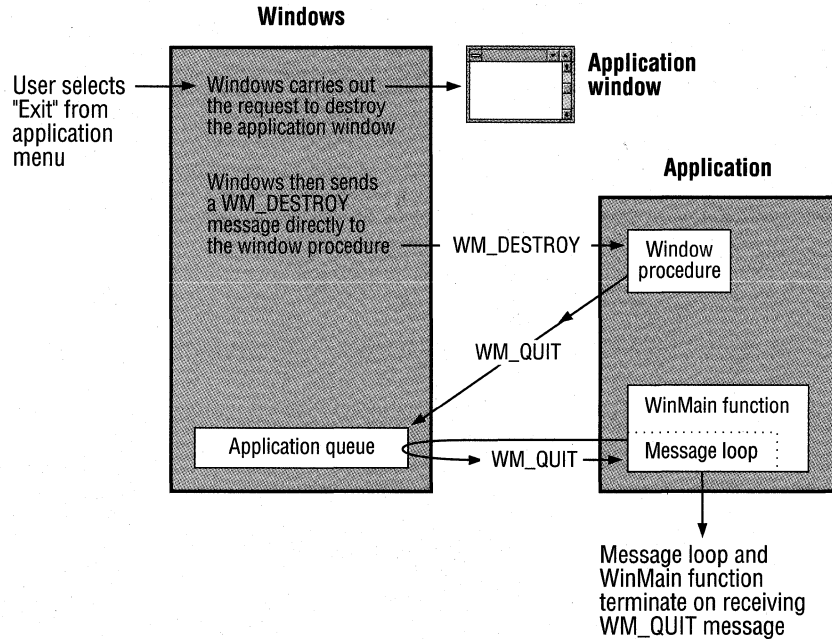 Windows
User selects
"Exit" from
application
menu
Windows carries out
the request to destroy
the application window
Application
window
Windows then sends
a WM_DESTROY
message directly to
the window procedure
Application
WM_DESTROY
Window
procedure
WM_QUIT
WinMain function
Application queue
Message loop
WM_QUIT
Message loop and
WinMain function
terminate on receiving
WM_QUIT message